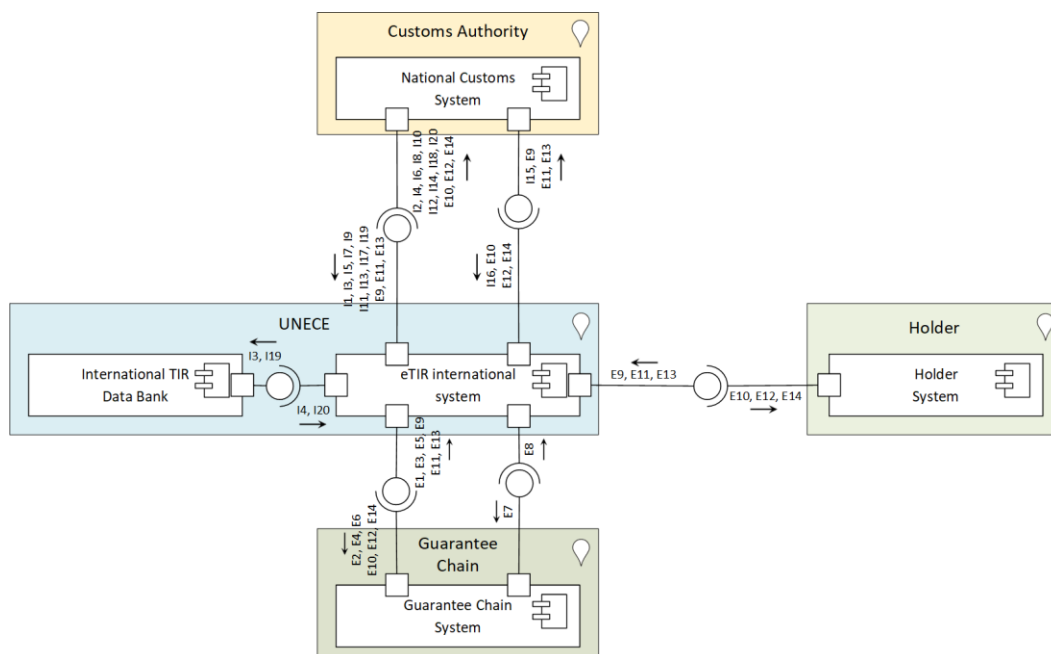 Customs Authority
National Customs
System
I2, I4, I6, I8, I10
I12, I14, I18, I20
E10, E12, E14
I15, E9
E11, E13
I1, I3, I5, I7, I9
I11, I13, I17, I19
E9, E11, E13
I16, E10
E12, E14
UNECE
Holder
I3, I19
International TIR
Data Bank
eTIR international
system
E9, E11, E13
Holder
System
I4, I20
E10, E12, E14
E1, E3, E5, E9
E11, E13
E8
E2, E4, E6
E10, E12, E14
E7
Guarantee
Chain
Guarantee Chain
System